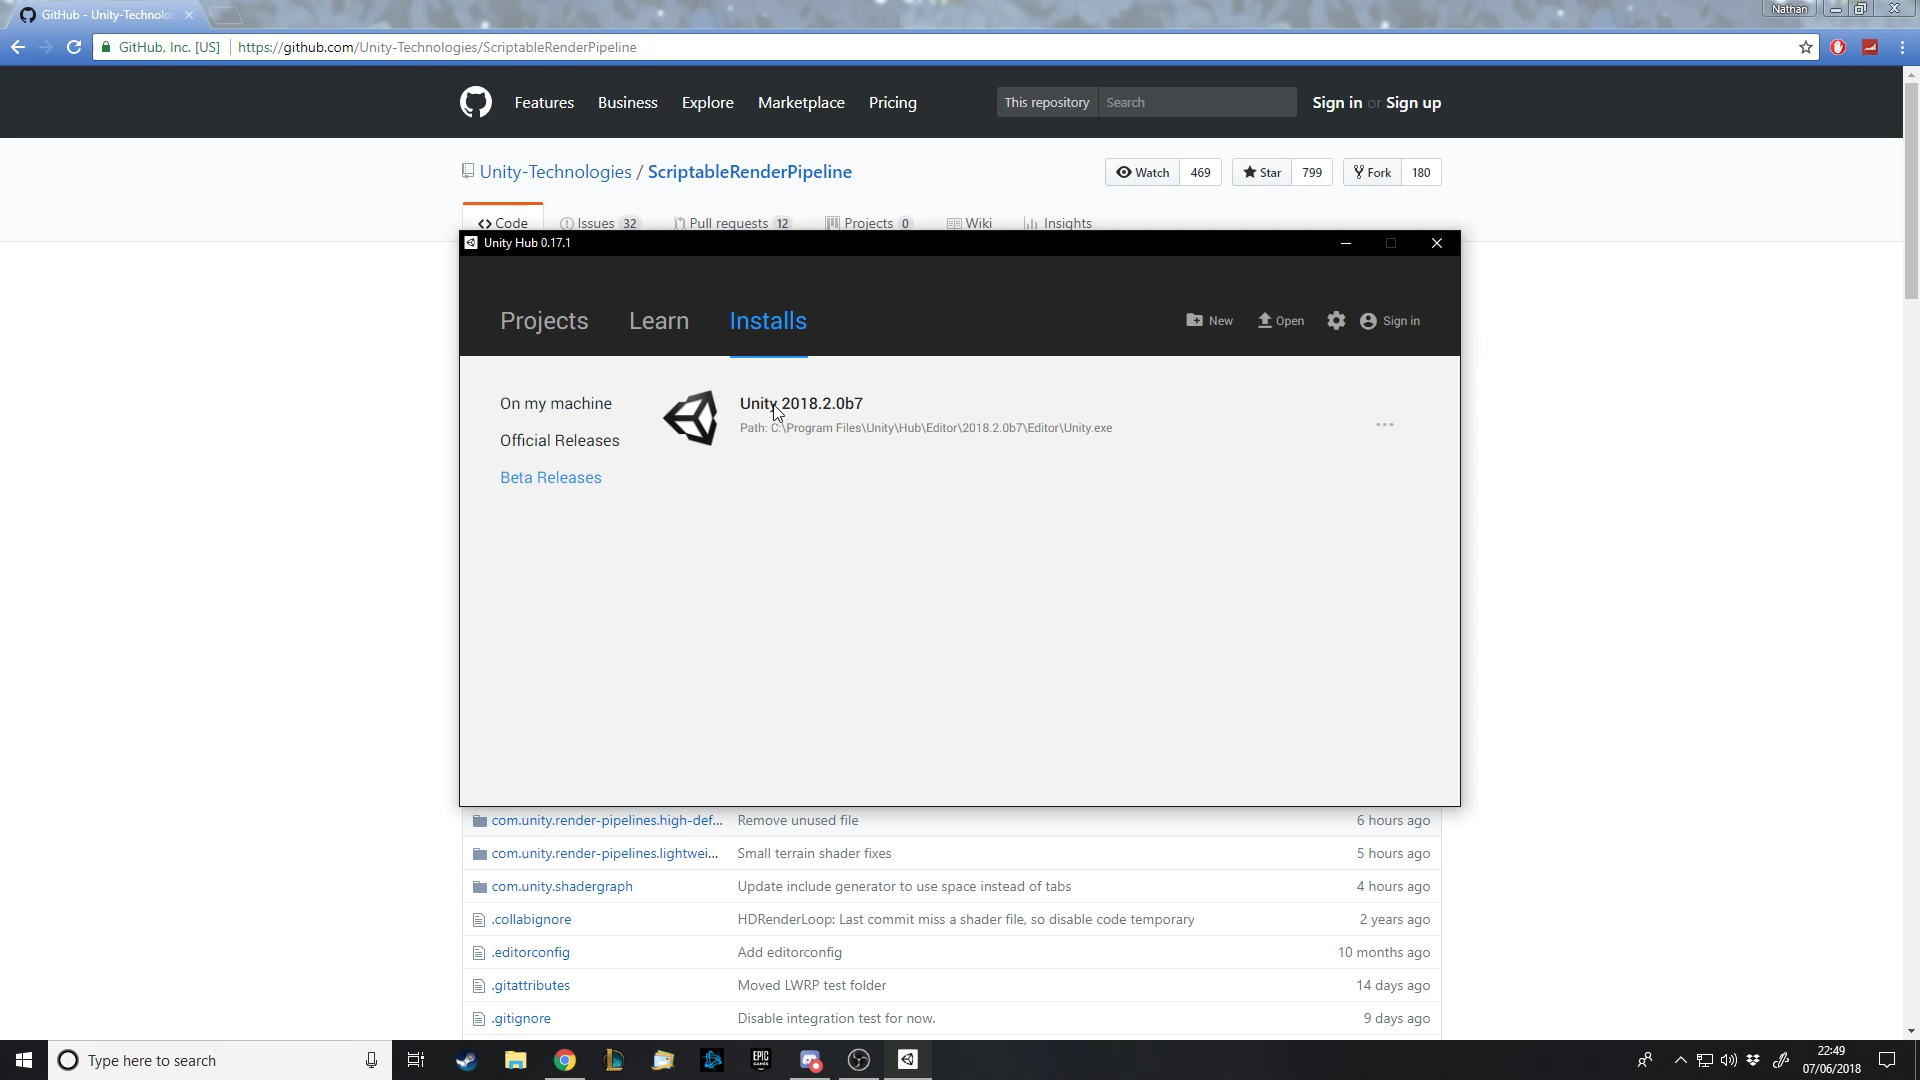 GitHub - Unity-Technolo
Nathan
GitHub, Inc. [US]
https://github.com/Unity-Technologies/ScriptableRenderPipeline
Features
Business
Explore
Marketplace
Pricing
This repository
Search
Sign in or Sign up
Unity-Technologies / ScriptableRenderPipeline
Watch 469
Star 799
Fork 180
Code
Issues 32
Pull requests 12
Projects 0
Wiki
Insights
Unity Hub 0.17.1
Projects
Learn
Installs
New
Open
Sign in
On my machine
Official Releases
Beta Releases
Unity 2018.2.0b7
Path: C:\Program Files\Unity\Hub\Editor\2018.2.0b7\Editor\Unity.exe
com.unity.render-pipelines.high-def... Remove unused file 6 hours ago
com.unity.render-pipelines.lightwei... Small terrain shader fixes 5 hours ago
com.unity.shadergraph Update include generator to use space instead of tabs 4 hours ago
.collabignore HDRenderLoop: Last commit miss a shader file, so disable code temporary 2 years ago
.editorconfig Add editorconfig 10 months ago
.gitattributes Moved LWRP test folder 14 days ago
.gitignore Disable integration test for now. 9 days ago
Type here to search
EPIC
GAMES
22:49
07/06/2018